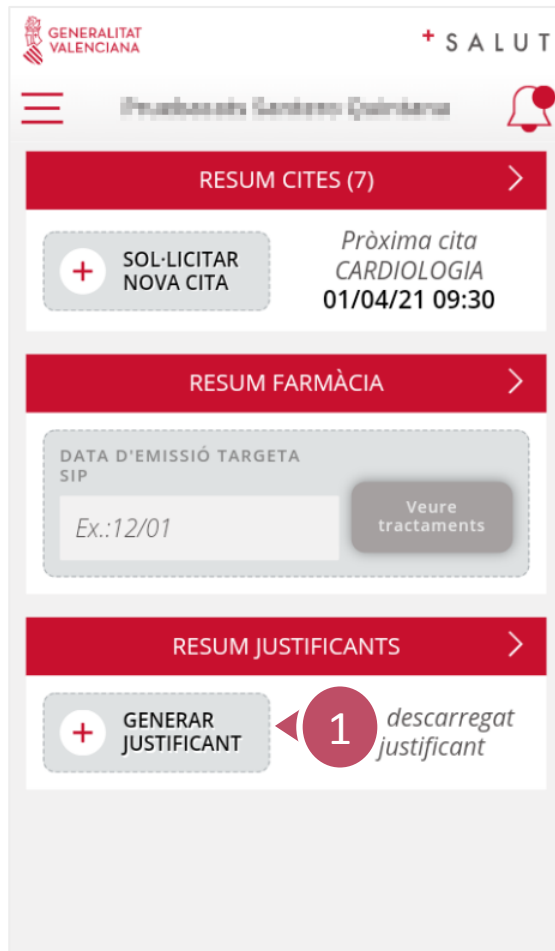 GENERALITAT
VALENCIANA
+SALUT
RESUM CITES (7)
SOL·LICITAR
NOVA CITA
Pròxima cita
CARDIOLOGIA
01/04/21 09:30
RESUM FARMÀCIA
DATA D'EMISSIÓ TARGETA
SIP
Ex.:12/01
Veure
tractaments
RESUM JUSTIFICANTS
GENERAR
JUSTIFICANT
1
descarregat
justificant